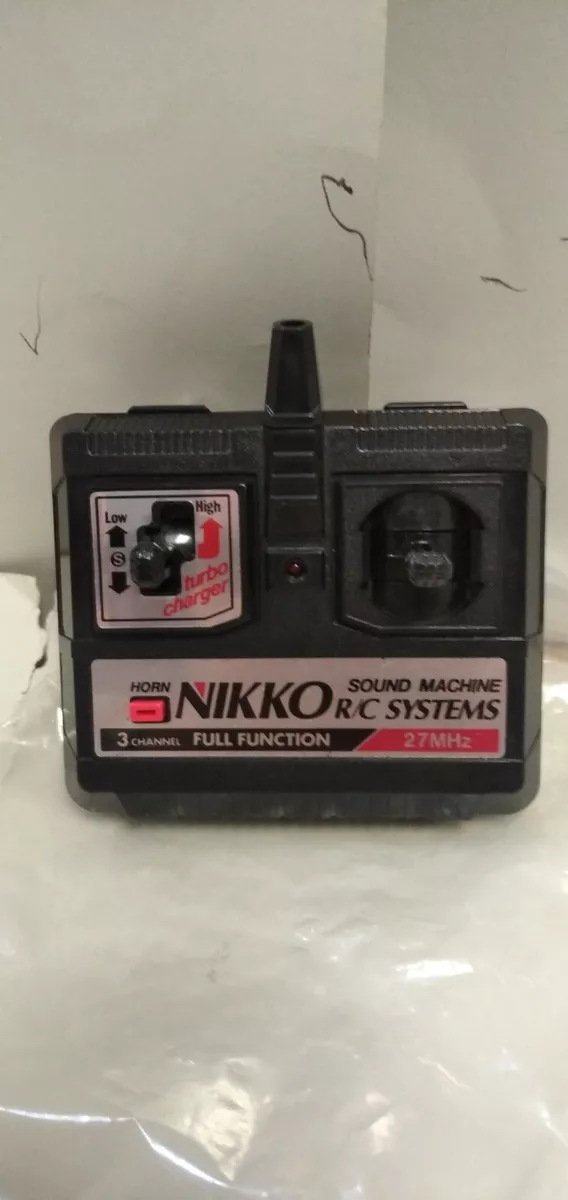 Low
High
S
turbo
charger
HORN
NIKKO
SOUND MACHINE
R/C SYSTEMS
3 CHANNEL FULL FUNCTION
27MHz